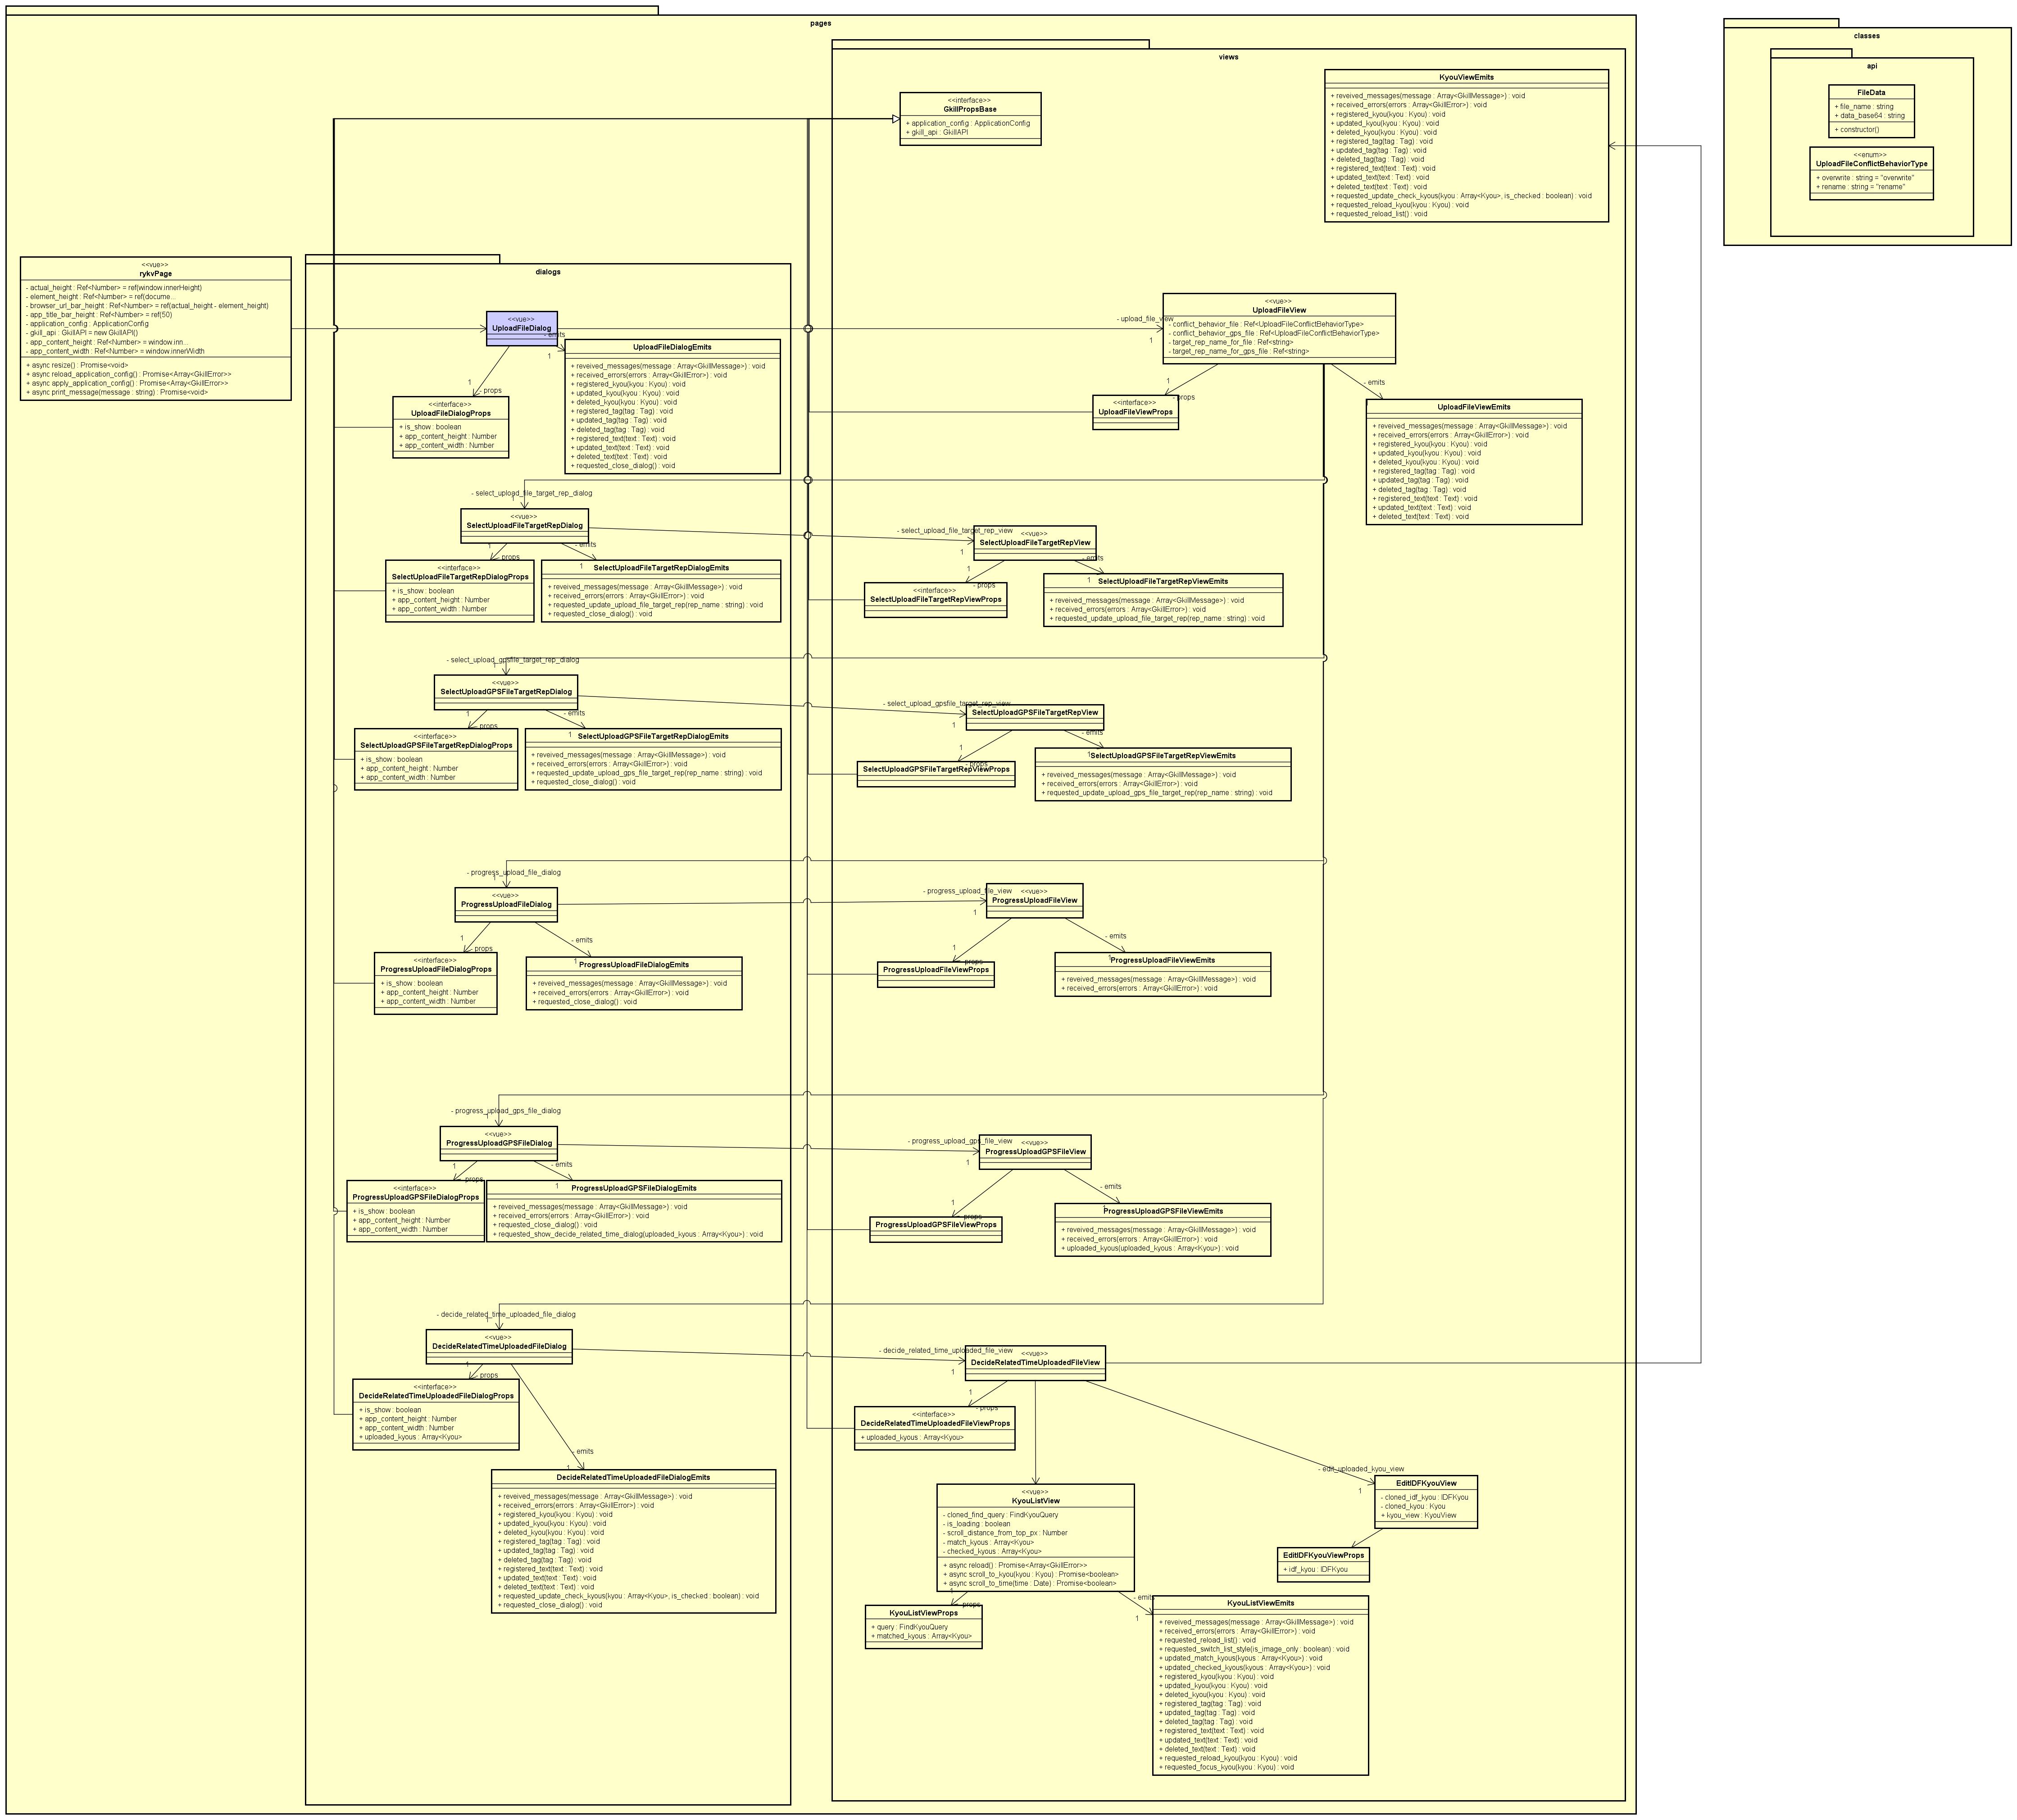 pages
views
classes
api
<<interface>>
GkillPropsBase
+ application_config : ApplicationConfig
+ gkill_api : GkillAPI
KyouViewEmits
+ reveived_messages(message : Array<GkillMessage>) : void
+ received_errors(errors : Array<GkillError>) : void
+ registered_kyou(kyou : Kyou) : void
+ updated_kyou(kyou : Kyou) : void
+ deleted_kyou(kyou : Kyou) : void
+ registered_tag(tag : Tag) : void
+ updated_tag(tag : Tag) : void
+ deleted_tag(tag : Tag) : void
+ registered_text(text : Text) : void
+ updated_text(text : Text) : void
+ deleted_text(text : Text) : void
+ requested_update_check_kyous(kyou : Array<Kyou>, is_checked : boolean) : void
+ requested_reload_kyou(kyou : Kyou) : void
+ requested_reload_list() : void
FileData
+ file_name : string
+ data_base64 : string
+ constructor()
<<enum>>
UploadFileConflictBehaviorType
+ overwrite : string = "overwrite"
+ rename : string = "rename"
<<vue>>
rykvPage
- actual_height : Ref<Number> = ref(window.innerHeight)
- element_height : Ref<Number> = ref(docume...
- browser_url_bar_height : Ref<Number> = ref(actual_height - element_height)
- app_title_bar_height : Ref<Number> = ref(50)
- application_config : ApplicationConfig
- gkill_api : GkillAPI = new GkillAPI()
- app_content_height : Ref<Number> = window.inn...
- app_content_width : Ref<Number> = window.innerWidth
+ async resize() : Promise<void>
+ async reload_application_config() : Promise<Array<GkillError>>
+ async apply_application_config() : Promise<Array<GkillError>>
+ async print_message(message : string) : Promise<void>
dialogs
<<vue>>
UploadFileDialog
- emits
1
1
- props
<<interface>>
UploadFileDialogProps
+ is_show : boolean
+ app_content_height : Number
+ app_content_width : Number
UploadFileDialogEmits
+ reveived_messages(message : Array<GkillMessage>) : void
+ received_errors(errors : Array<GkillError>) : void
+ registered_kyou(kyou : Kyou) : void
+ updated_kyou(kyou : Kyou) : void
+ deleted_kyou(kyou : Kyou) : void
+ registered_tag(tag : Tag) : void
+ updated_tag(tag : Tag) : void
+ deleted_tag(tag : Tag) : void
+ registered_text(text : Text) : void
+ updated_text(text : Text) : void
+ deleted_text(text : Text) : void
+ requested_close_dialog() : void
- upload_file_view
1
<<vue>>
UploadFileView
- conflict_behavior_file : Ref<UploadFileConflictBehaviorType>
- conflict_behavior_gps_file : Ref<UploadFileConflictBehaviorType>
- target_rep_name_for_file : Ref<string>
- target_rep_name_for_gps_file : Ref<string>
1
- props
- emits
1
<<interface>>
UploadFileViewProps
UploadFileViewEmits
+ reveived_messages(message : Array<GkillMessage>) : void
+ received_errors(errors : Array<GkillError>) : void
+ registered_kyou(kyou : Kyou) : void
+ updated_kyou(kyou : Kyou) : void
+ deleted_kyou(kyou : Kyou) : void
+ registered_tag(tag : Tag) : void
+ updated_tag(tag : Tag) : void
+ deleted_tag(tag : Tag) : void
+ registered_text(text : Text) : void
+ updated_text(text : Text) : void
+ deleted_text(text : Text) : void
- select_upload_file_target_rep_dialog
1
<<vue>>
SelectUploadFileTargetRepDialog
1
- props
- emits
1
<<interface>>
SelectUploadFileTargetRepDialogProps
+ is_show : boolean
+ app_content_height : Number
+ app_content_width : Number
SelectUploadFileTargetRepDialogEmits
+ reveived_messages(message : Array<GkillMessage>) : void
+ received_errors(errors : Array<GkillError>) : void
+ requested_update_upload_file_target_rep(rep_name : string) : void
+ requested_close_dialog() : void
- select_upload_file_target_rep_view
1
<<vue>>
SelectUploadFileTargetRepView
1
- props
- emits
1
<<interface>>
SelectUploadFileTargetRepViewProps
SelectUploadFileTargetRepViewEmits
+ reveived_messages(message : Array<GkillMessage>) : void
+ received_errors(errors : Array<GkillError>) : void
+ requested_update_upload_file_target_rep(rep_name : string) : void
- select_upload_gpsfile_target_rep_dialog
1
<<vue>>
SelectUploadGPSFileTargetRepDialog
1
- props
- emits
1
<<interface>>
SelectUploadGPSFileTargetRepDialogProps
+ is_show : boolean
+ app_content_height : Number
+ app_content_width : Number
SelectUploadGPSFileTargetRepDialogEmits
+ reveived_messages(message : Array<GkillMessage>) : void
+ received_errors(errors : Array<GkillError>) : void
+ requested_update_upload_gps_file_target_rep(rep_name : string) : void
+ requested_close_dialog() : void
- select_upload_gpsfile_target_rep_view
1
SelectUploadGPSFileTargetRepView
1
- props
- emits
1
SelectUploadGPSFileTargetRepViewProps
SelectUploadGPSFileTargetRepViewEmits
+ reveived_messages(message : Array<GkillMessage>) : void
+ received_errors(errors : Array<GkillError>) : void
+ requested_update_upload_gps_file_target_rep(rep_name : string) : void
- progress_upload_file_dialog
1
<<vue>>
ProgressUploadFileDialog
1
- props
- emits
1
<<interface>>
ProgressUploadFileDialogProps
+ is_show : boolean
+ app_content_height : Number
+ app_content_width : Number
ProgressUploadFileDialogEmits
+ reveived_messages(message : Array<GkillMessage>) : void
+ received_errors(errors : Array<GkillError>) : void
+ requested_close_dialog() : void
- progress_upload_file_view
1
<<vue>>
ProgressUploadFileView
1
- props
- emits
1
ProgressUploadFileViewProps
ProgressUploadFileViewEmits
+ reveived_messages(message : Array<GkillMessage>) : void
+ received_errors(errors : Array<GkillError>) : void
- progress_upload_gps_file_dialog
1
<<vue>>
ProgressUploadGPSFileDialog
1
- props
- emits
1
<<interface>>
ProgressUploadGPSFileDialogProps
+ is_show : boolean
+ app_content_height : Number
+ app_content_width : Number
ProgressUploadGPSFileDialogEmits
+ reveived_messages(message : Array<GkillMessage>) : void
+ received_errors(errors : Array<GkillError>) : void
+ requested_close_dialog() : void
+ requested_show_decide_related_time_dialog(uploaded_kyous : Array<Kyou>) : void
- progress_upload_gps_file_view
1
<<vue>>
ProgressUploadGPSFileView
1
- props
- emits
1
ProgressUploadGPSFileViewProps
ProgressUploadGPSFileViewEmits
+ reveived_messages(message : Array<GkillMessage>) : void
+ received_errors(errors : Array<GkillError>) : void
+ uploaded_kyous(uploaded_kyous : Array<Kyou>) : void
- decide_related_time_uploaded_file_dialog
1
<<vue>>
DecideRelatedTimeUploadedFileDialog
1
- props
<<interface>>
DecideRelatedTimeUploadedFileDialogProps
+ is_show : boolean
+ app_content_height : Number
+ app_content_width : Number
+ uploaded_kyous : Array<Kyou>
- emits
1
DecideRelatedTimeUploadedFileDialogEmits
+ reveived_messages(message : Array<GkillMessage>) : void
+ received_errors(errors : Array<GkillError>) : void
+ registered_kyou(kyou : Kyou) : void
+ updated_kyou(kyou : Kyou) : void
+ deleted_kyou(kyou : Kyou) : void
+ registered_tag(tag : Tag) : void
+ updated_tag(tag : Tag) : void
+ deleted_tag(tag : Tag) : void
+ registered_text(text : Text) : void
+ updated_text(text : Text) : void
+ deleted_text(text : Text) : void
+ requested_update_check_kyous(kyou : Array<Kyou>, is_checked : boolean) : void
+ requested_close_dialog() : void
- decide_related_time_uploaded_file_view
1
<<vue>>
DecideRelatedTimeUploadedFileView
1
- props
<<interface>>
DecideRelatedTimeUploadedFileViewProps
+ uploaded_kyous : Array<Kyou>
- edit_uploaded_kyou_view
1
EditIDFKyouView
- cloned_idf_kyou : IDFKyou
- cloned_kyou : Kyou
+ kyou_view : KyouView
EditIDFKyouViewProps
+ idf_kyou : IDFKyou
<<vue>>
KyouListView
- cloned_find_query : FindKyouQuery
- is_loading : boolean
- scroll_distance_from_top_px : Number
- match_kyous : Array<Kyou>
- checked_kyous : Array<Kyou>
+ async reload() : Promise<Array<GkillError>>
+ async scroll_to_kyou(kyou : Kyou) : Promise<boolean>
+ async scroll_to_time(time : Date) : Promise<boolean>
1
- props
- emits
1
KyouListViewProps
+ query : FindKyouQuery
+ matched_kyous : Array<Kyou>
KyouListViewEmits
+ reveived_messages(message : Array<GkillMessage>) : void
+ received_errors(errors : Array<GkillError>) : void
+ requested_reload_list() : void
+ requested_switch_list_style(is_image_only : boolean) : void
+ updated_match_kyous(kyous : Array<Kyou>) : void
+ updated_checked_kyous(kyous : Array<Kyou>) : void
+ registered_kyou(kyou : Kyou) : void
+ updated_kyou(kyou : Kyou) : void
+ deleted_kyou(kyou : Kyou) : void
+ registered_tag(tag : Tag) : void
+ updated_tag(tag : Tag) : void
+ deleted_tag(tag : Tag) : void
+ registered_text(text : Text) : void
+ updated_text(text : Text) : void
+ deleted_text(text : Text) : void
+ requested_reload_kyou(kyou : Kyou) : void
+ requested_focus_kyou(kyou : Kyou) : void